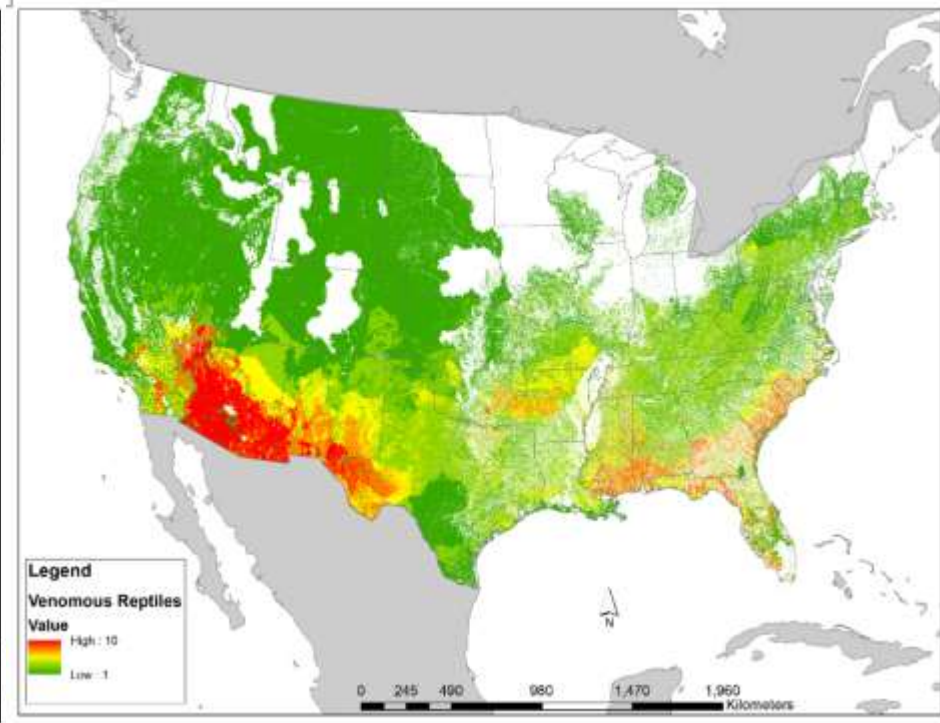 N
Legend
Venomous Reptiles
Value
High : 10
Low : 1
0 245 490 980 1,470 1,960
Kilometers